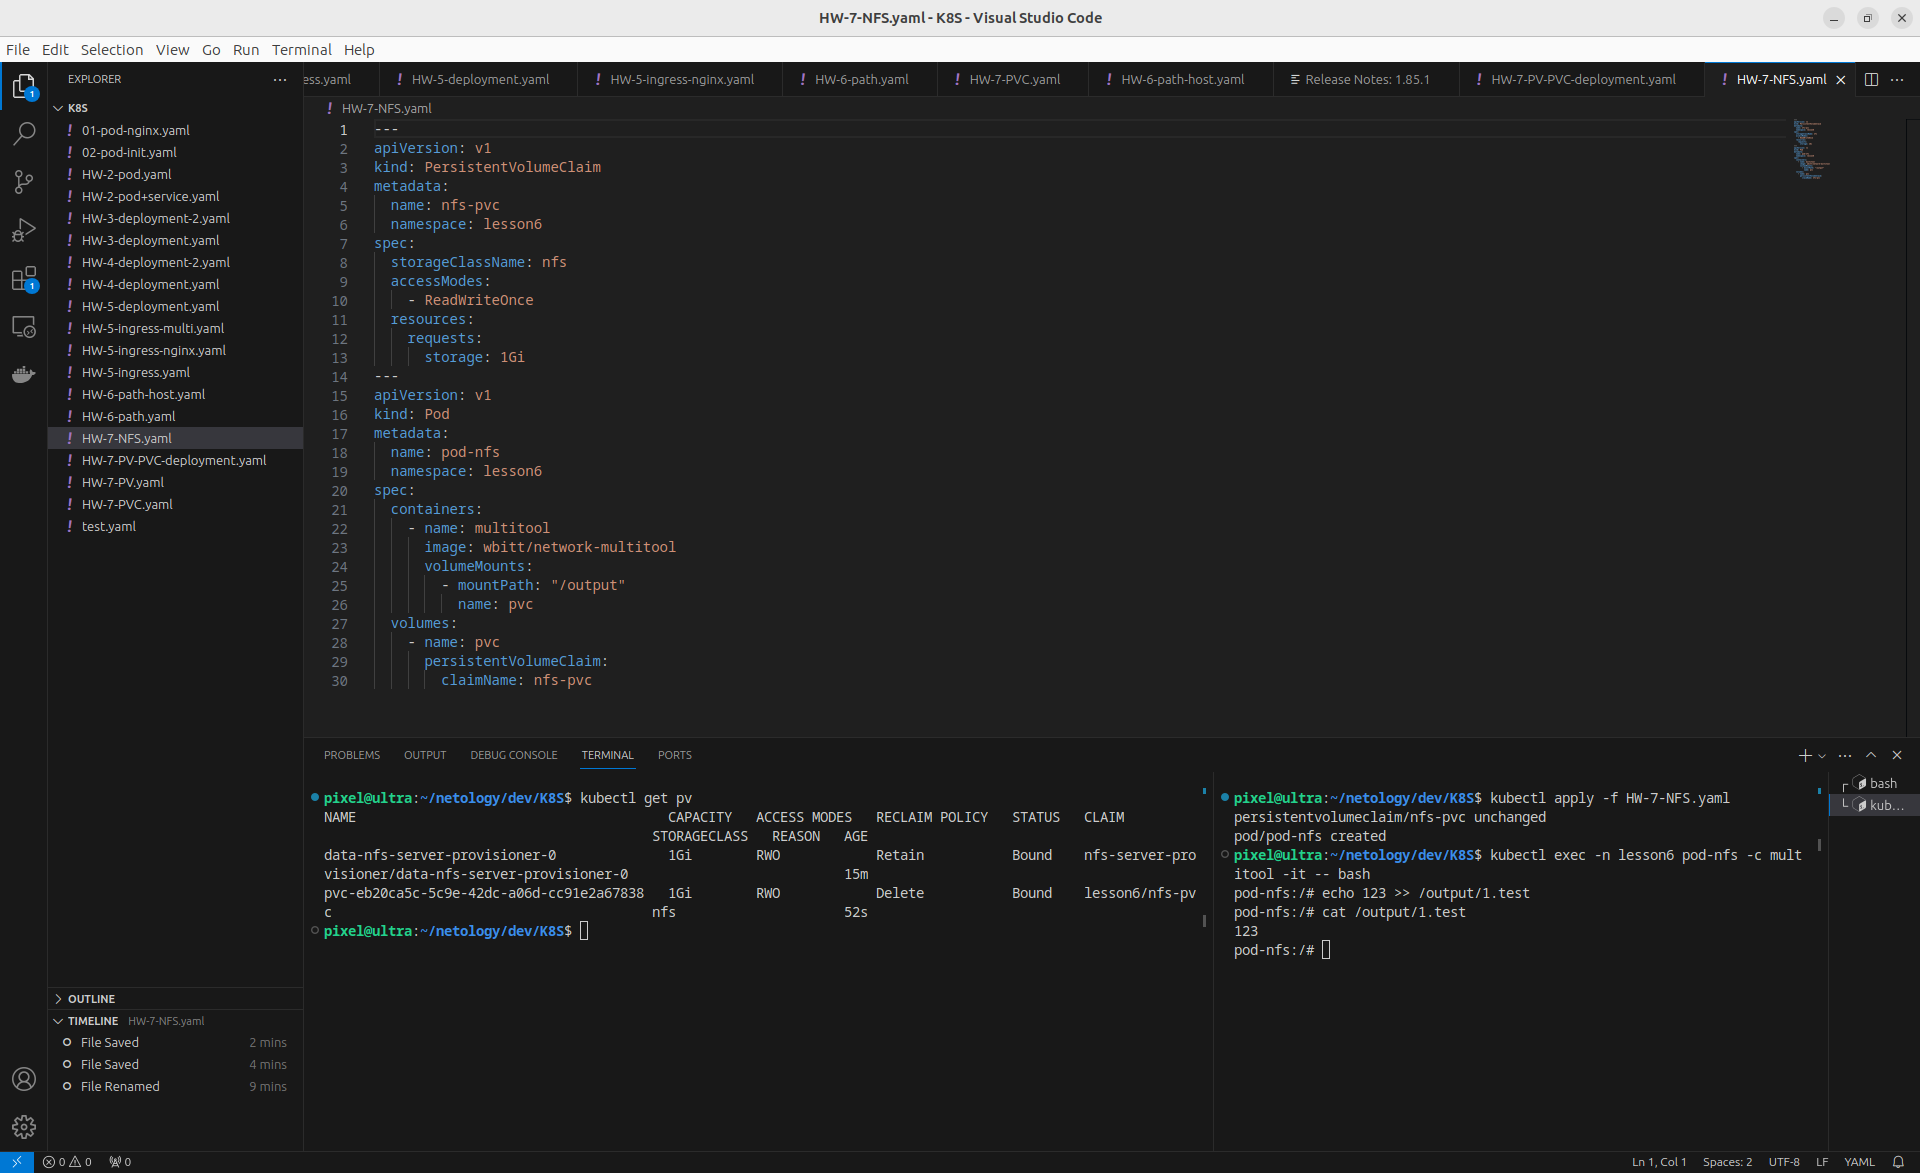 HW-7-NFS.yaml - K8S - Visual Studio Code
File Edit Selection View Go Run Terminal Help
EXPLORER
ess.yaml HW-5-deployment.yaml HW-5-ingress-nginx.yaml HW-6-path.yaml HW-7-PVC.yaml HW-6-path-host.yaml Release Notes: 1.85.1 HW-7-PV-PVC-deployment.yaml HW-7-NFS.yaml
K8S
01-pod-nginx.yaml
02-pod-init.yaml
HW-2-pod.yaml
HW-2-pod+service.yaml
HW-3-deployment-2.yaml
HW-3-deployment.yaml
HW-4-deployment-2.yaml
HW-4-deployment.yaml
HW-5-deployment.yaml
HW-5-ingress-multi.yaml
HW-5-ingress-nginx.yaml
HW-5-ingress.yaml
HW-6-path-host.yaml
HW-6-path.yaml
HW-7-NFS.yaml
HW-7-PV-PVC-deployment.yaml
HW-7-PV.yaml
HW-7-PVC.yaml
test.yaml
OUTLINE
TIMELINE HW-7-NFS.yaml
File Saved 2 mins
File Saved 4 mins
File Renamed 9 mins
1
1
HW-7-NFS.yaml
1 ---
2 apiVersion: v1
3 kind: PersistentVolumeClaim
4 metadata:
5 name: nfs-pvc
6 namespace: lesson6
7 spec:
8 storageClassName: nfs
9 accessModes:
10 - ReadWriteOnce
11 resources:
12 requests:
13 storage: 1Gi
14 ---
15 apiVersion: v1
16 kind: Pod
17 metadata:
18 name: pod-nfs
19 namespace: lesson6
20 spec:
21 containers:
22 - name: multitool
23 image: wbitt/network-multitool
24 volumeMounts:
25 - mountPath: "/output"
26 name: pvc
27 volumes:
28 - name: pvc
29 persistentVolumeClaim:
30 claimName: nfs-pvc
PROBLEMS OUTPUT DEBUG CONSOLE TERMINAL PORTS
pixel@ultra:~/netology/dev/K8S$ kubectl get pv
NAME CAPACITY ACCESS MODES RECLAIM POLICY STATUS CLAIM
STORAGECLASS REASON AGE
data-nfs-server-provisioner-0 1Gi RWO Retain Bound nfs-server-pro
visioner/data-nfs-server-provisioner-0 15m
pvc-eb20ca5c-5c9e-42dc-a06d-cc91e2a67838 1Gi RWO Delete Bound lesson6/nfs-pv
c nfs 52s
pixel@ultra:~/netology/dev/K8S$
pixel@ultra:~/netology/dev/K8S$ kubectl apply -f HW-7-NFS.yaml
persistentvolumeclaim/nfs-pvc unchanged
pod/pod-nfs created
pixel@ultra:~/netology/dev/K8S$ kubectl exec -n lesson6 pod-nfs -c mult
itool -it -- bash
pod-nfs:/# echo 123 >> /output/1.test
pod-nfs:/# cat /output/1.test
123
pod-nfs:/#
bash
kub...
0 0 0 Ln 1, Col 1 Spaces: 2 UTF-8 LF YAML